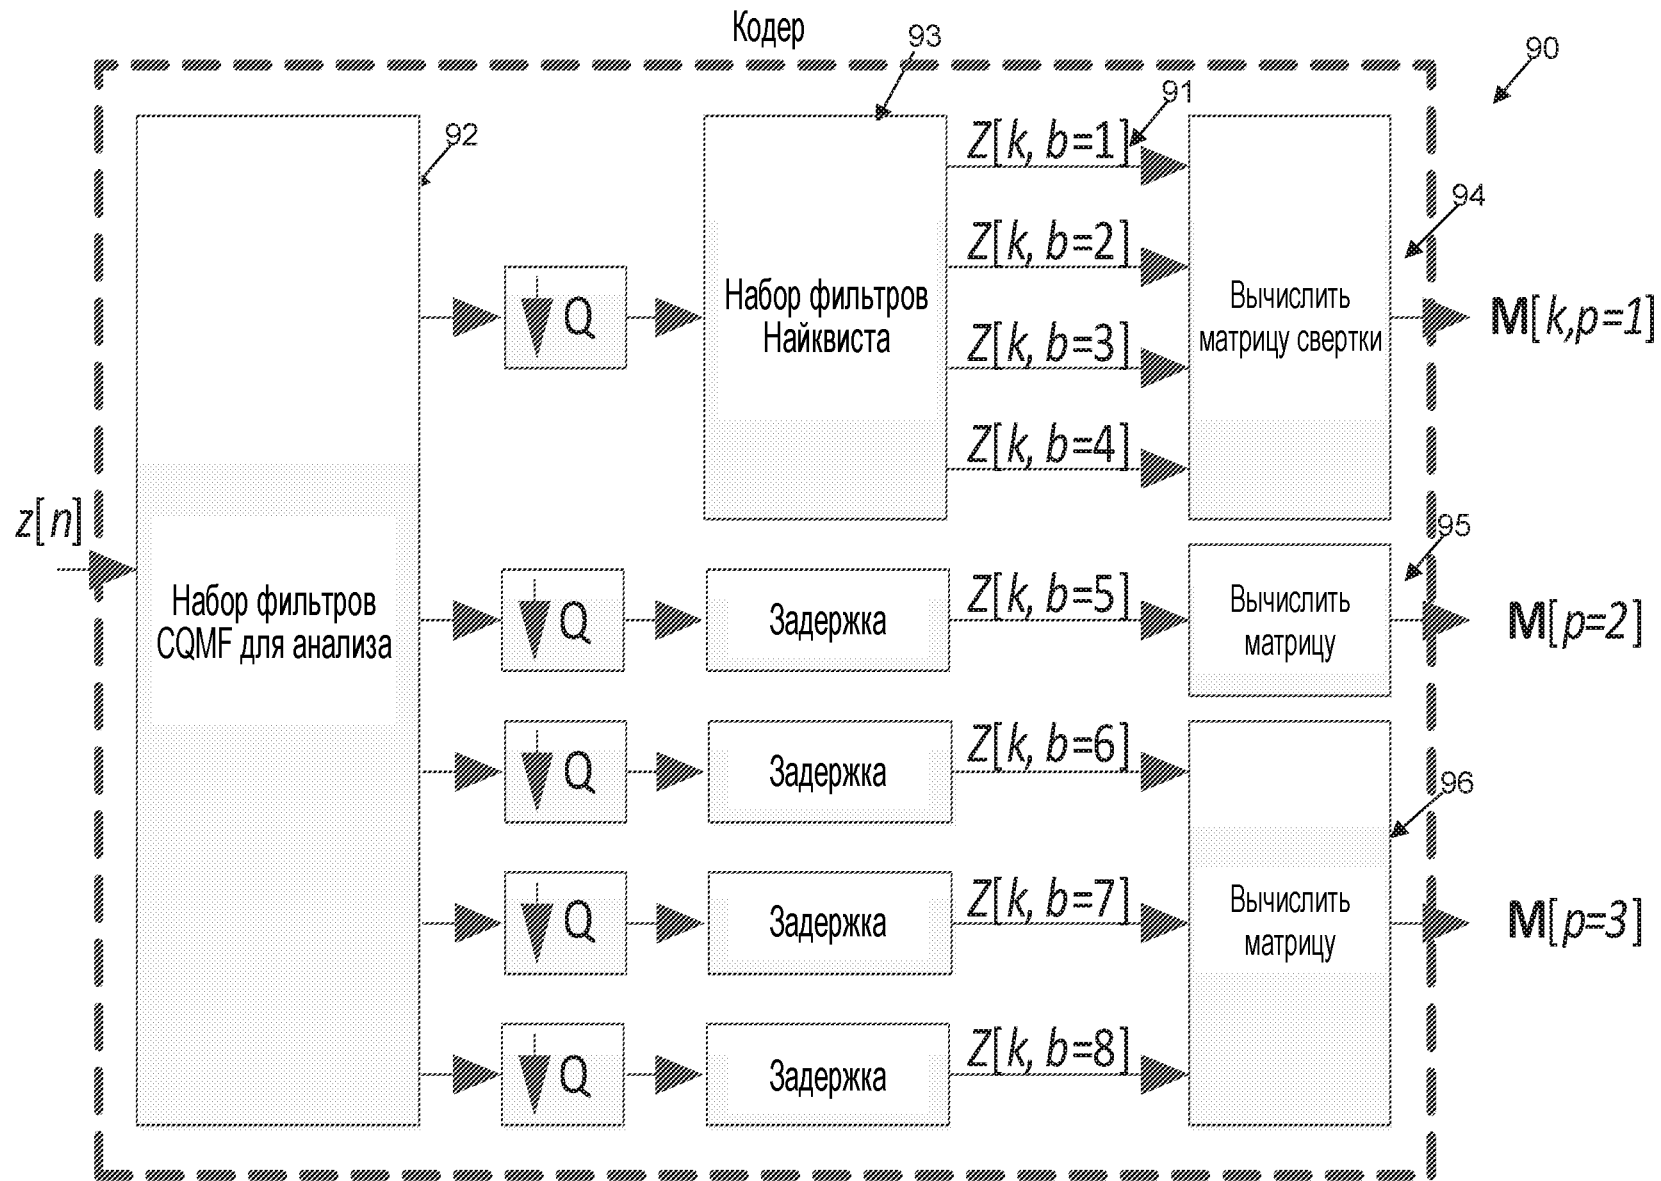 Кодер
93
90
92
91
Z[k, b=1]
94
Z[k, b=2]
Q
Набор фильтров
Найквиста
Вычислить
матрицу свертки
M[k,p=1]
Z[k, b=3]
Z[k, b=4]
z[n]
95
Набор фильтров
CQMF для анализа
Q
Задержка
Z[k, b=5]
Вычислить
матрицу
M[p=2]
Q
Задержка
Z[k, b=6]
96
Q
Задержка
Z[k, b=7]
Вычислить
матрицу
M[p=3]
Q
Задержка
Z[k, b=8]